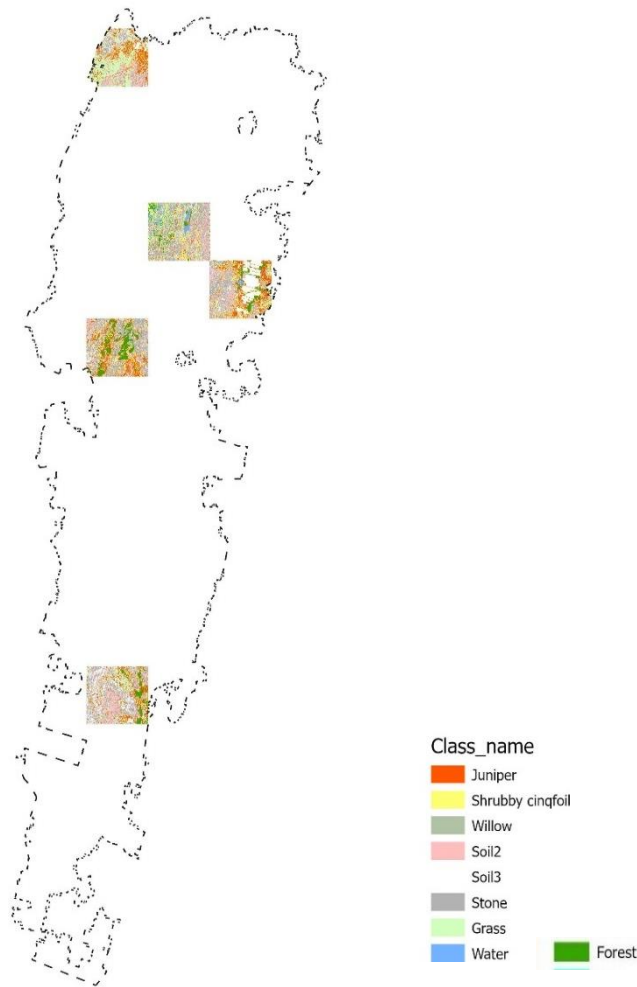 Class_name
Juniper
Shrubby cinqfoil
Willow
Soil2
Soil3
Stone
Grass
Water
Forest